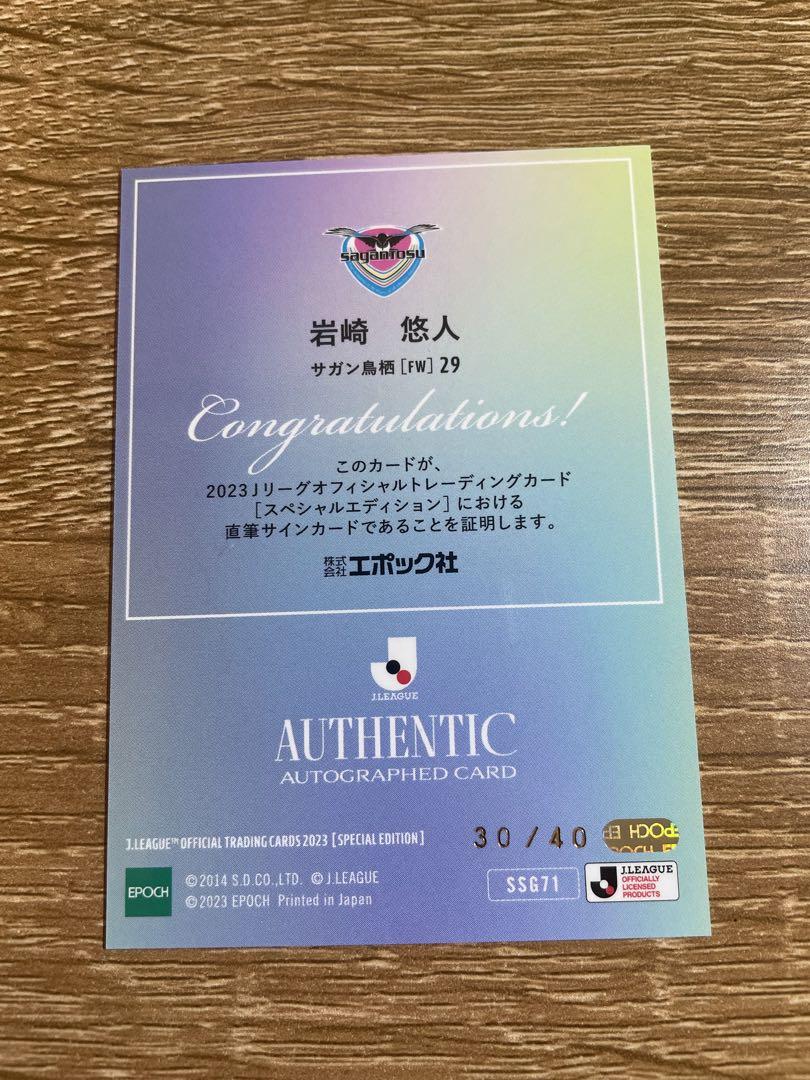 sagantosu
岩崎 悠人
サガン鳥栖[FW]29
Congratulations!
このカードが、
2023Jリーグオフィシャルトレーディングカード
[スペシャルエディション]における
直筆サインカードであることを証明します。
株式会社エポック社
J.LEAGUE
AUTHENTIC
AUTOGRAPHED CARD
J.LEAGUE™ OFFICIAL TRADING CARDS 2023 [SPECIAL EDITION]
30/40
EPOCH
EPOCH
©2014 S.D.CO.,LTD. © J.LEAGUE
©2023 EPOCH Printed in Japan
SSG71
J.LEAGUE
OFFICIALLY
LICENSED
PRODUCTS